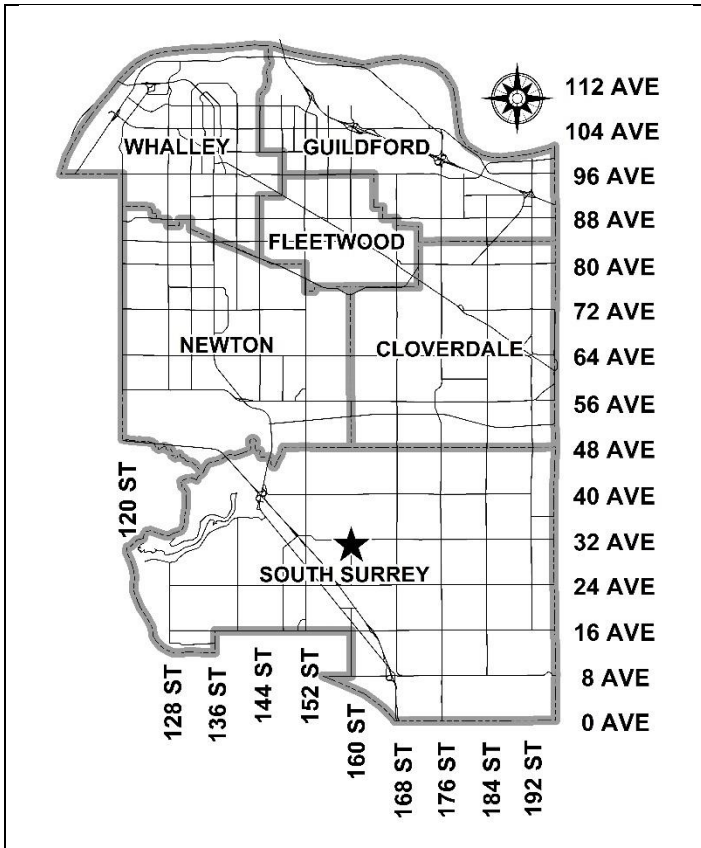 112 AVE
104 AVE
WHALLEY
GUILDFORD
96 AVE
88 AVE
FLEETWOOD
80 AVE
72 AVE
NEWTON
CLOVERDALE
64 AVE
56 AVE
48 AVE
120 ST
40 AVE
32 AVE
SOUTH SURREY
24 AVE
16 AVE
128 ST
136 ST
144 ST
152 ST
8 AVE
160 ST
0 AVE
168 ST
176 ST
184 ST
192 ST